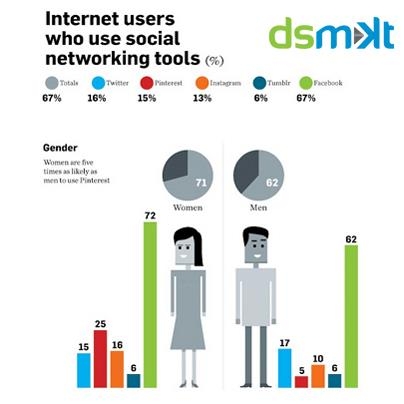 Internet users
who use social
networking tools (%)
dsmkt
Totals Twitter Pinterest Instagram Tumblr Facebook
67% 16% 15% 13% 6% 67%
Gender
Women are five
times as likely as
men to use Pinterest
71
Women
62
Men
15
25
16
6
72
17
5
10
6
62